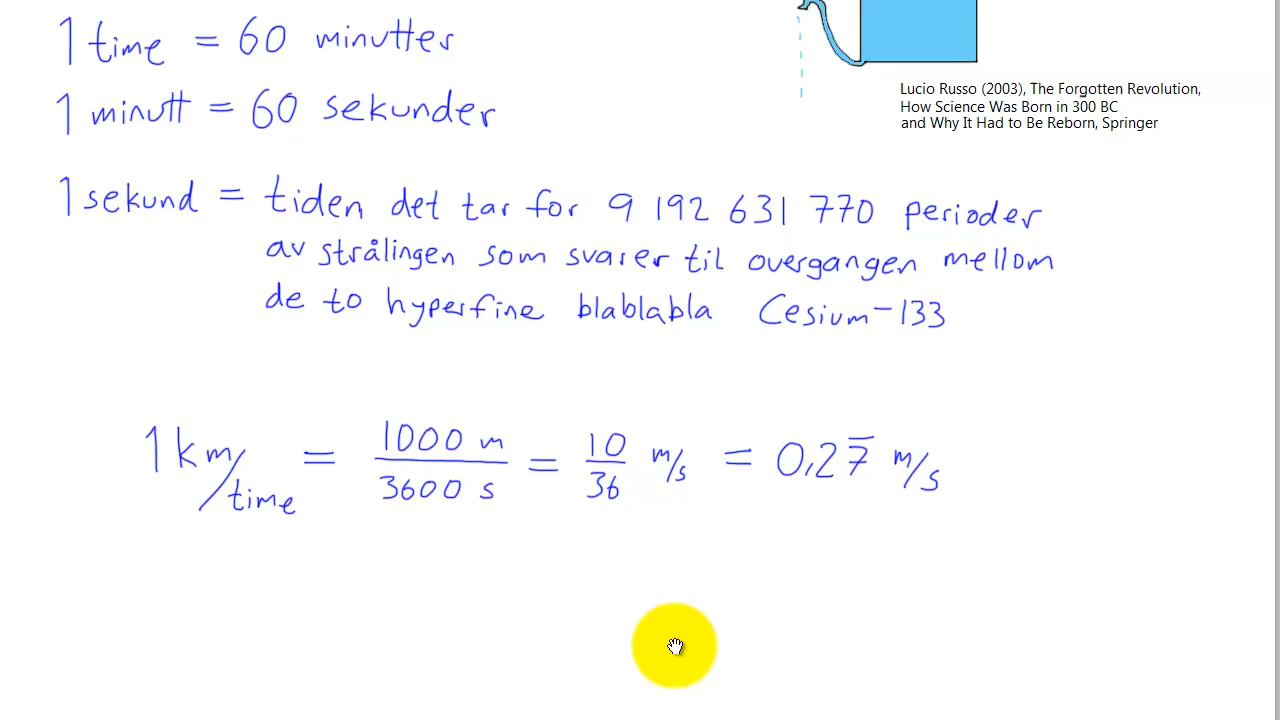 1 time = 60 minutter
1 minutt = 60 sekunder
Lucio Russo (2003), The Forgotten Revolution,
How Science Was Born in 300 BC
and Why It Had to Be Reborn, Springer
1 sekund = tiden det tar for 9 192 631 770 perioder
av strålingen som svarer til overgangen mellom
de to hyperfine blablabla Cesium-133
1 km/time = 1000 m/3600 s = 10/36 m/s = 0,27̅ m/s